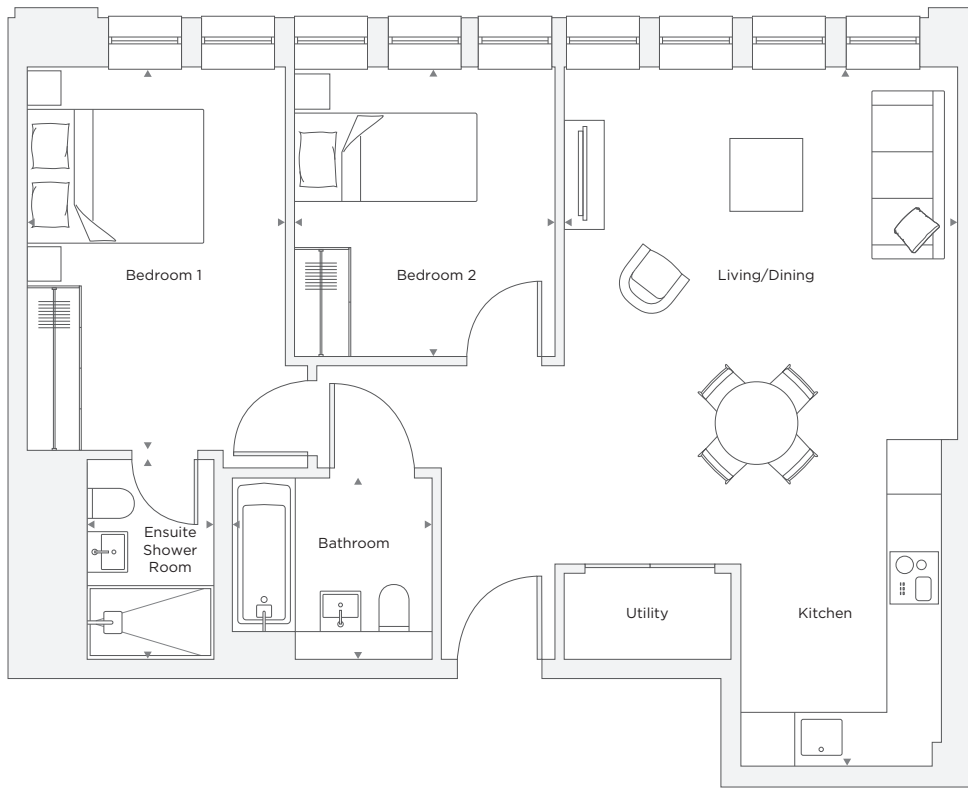 Bedroom 1
Bedroom 2
Living/Dining
Ensuite
Shower
Room
Bathroom
Utility
Kitchen